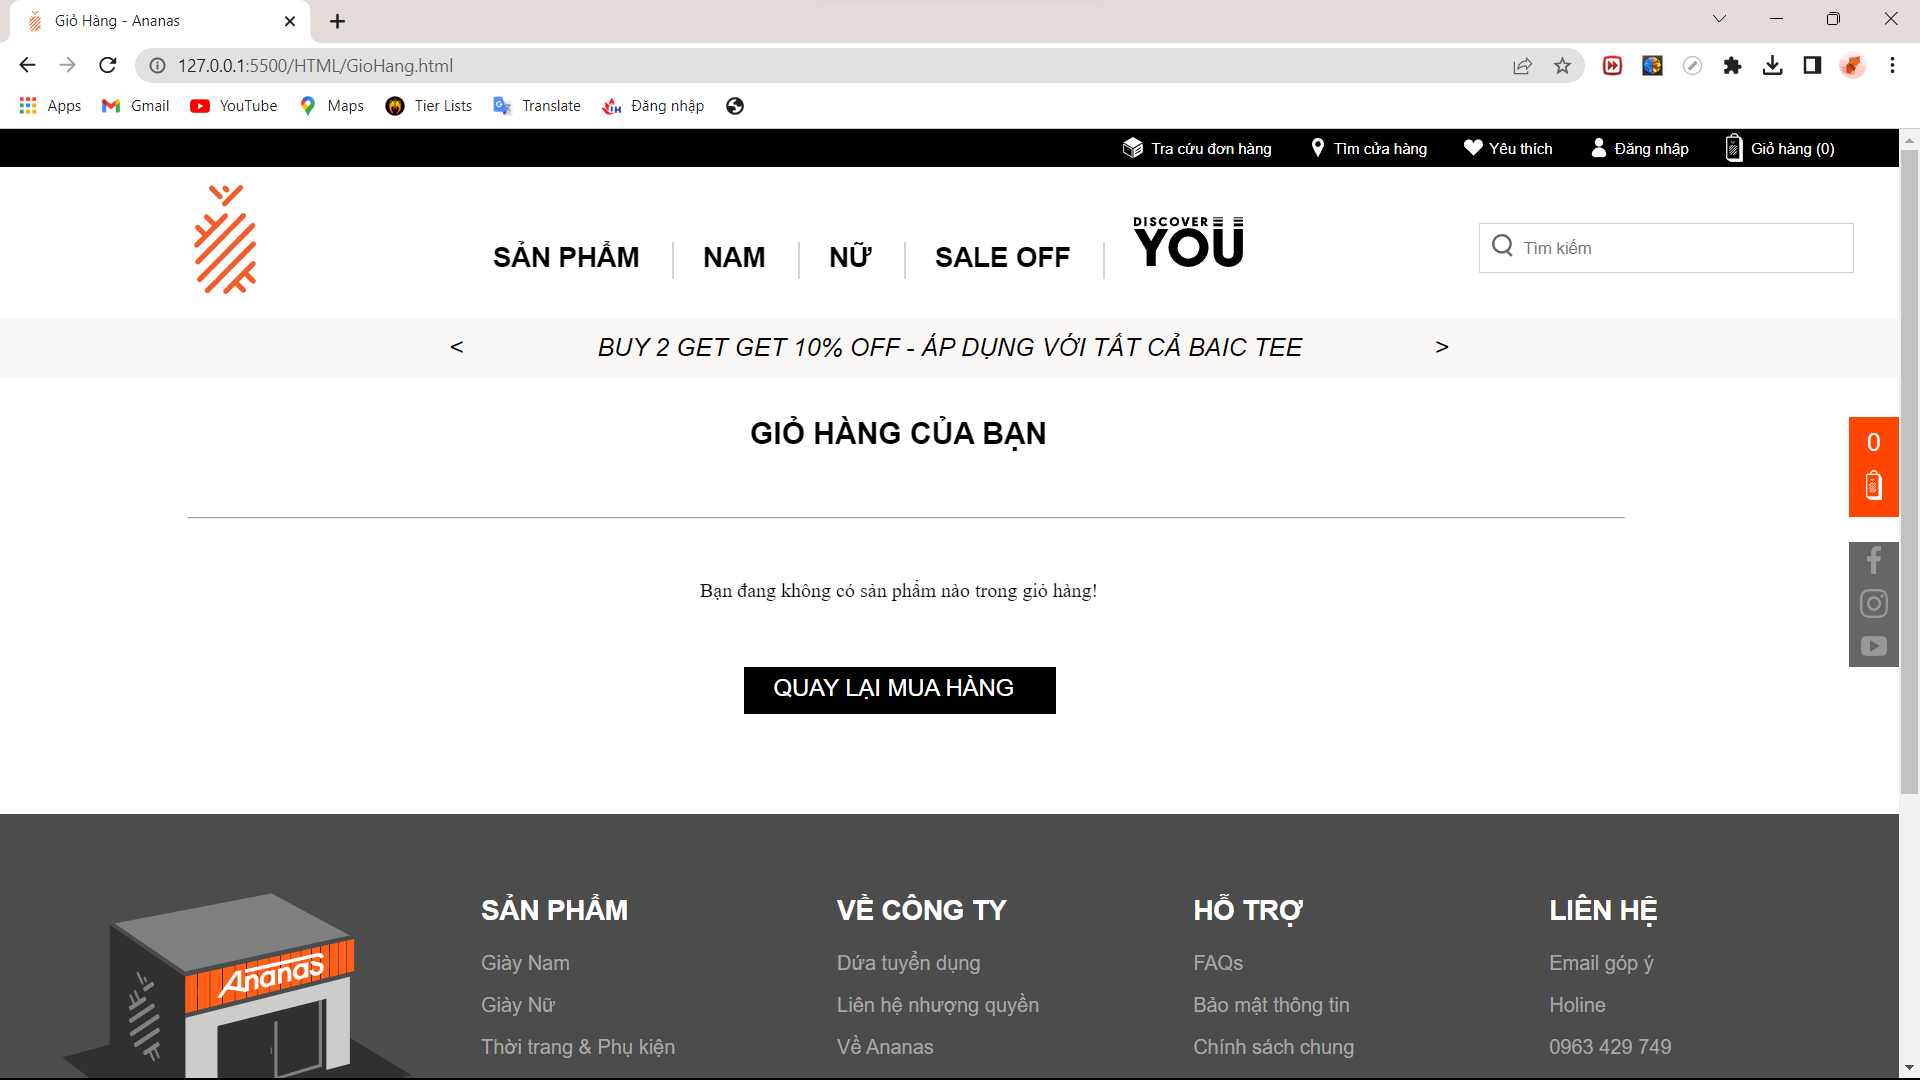 Giỏ Hàng - Ananas
127.0.0.1:5500/HTML/GioHang.html
Apps Gmail YouTube Maps Tier Lists Translate Đăng nhập
Tra cứu đơn hàng Tìm cửa hàng Yêu thích Đăng nhập Giỏ hàng (0)
DISCOVER
YOU
SẢN PHẨM NAM NỮ SALE OFF
Tìm kiếm
< BUY 2 GET GET 10% OFF - ÁP DỤNG VỚI TẤT CẢ BAIC TEE >
GIỎ HÀNG CỦA BẠN
0
Bạn đang không có sản phẩm nào trong giỏ hàng!
QUAY LẠI MUA HÀNG
Ananas
SẢN PHẨM VỀ CÔNG TY HỖ TRỢ LIÊN HỆ
Giày Nam Dứa tuyển dụng FAQs Email góp ý
Giày Nữ Liên hệ nhượng quyền Bảo mật thông tin Holine
Thời trang & Phụ kiện Về Ananas Chính sách chung 0963 429 749